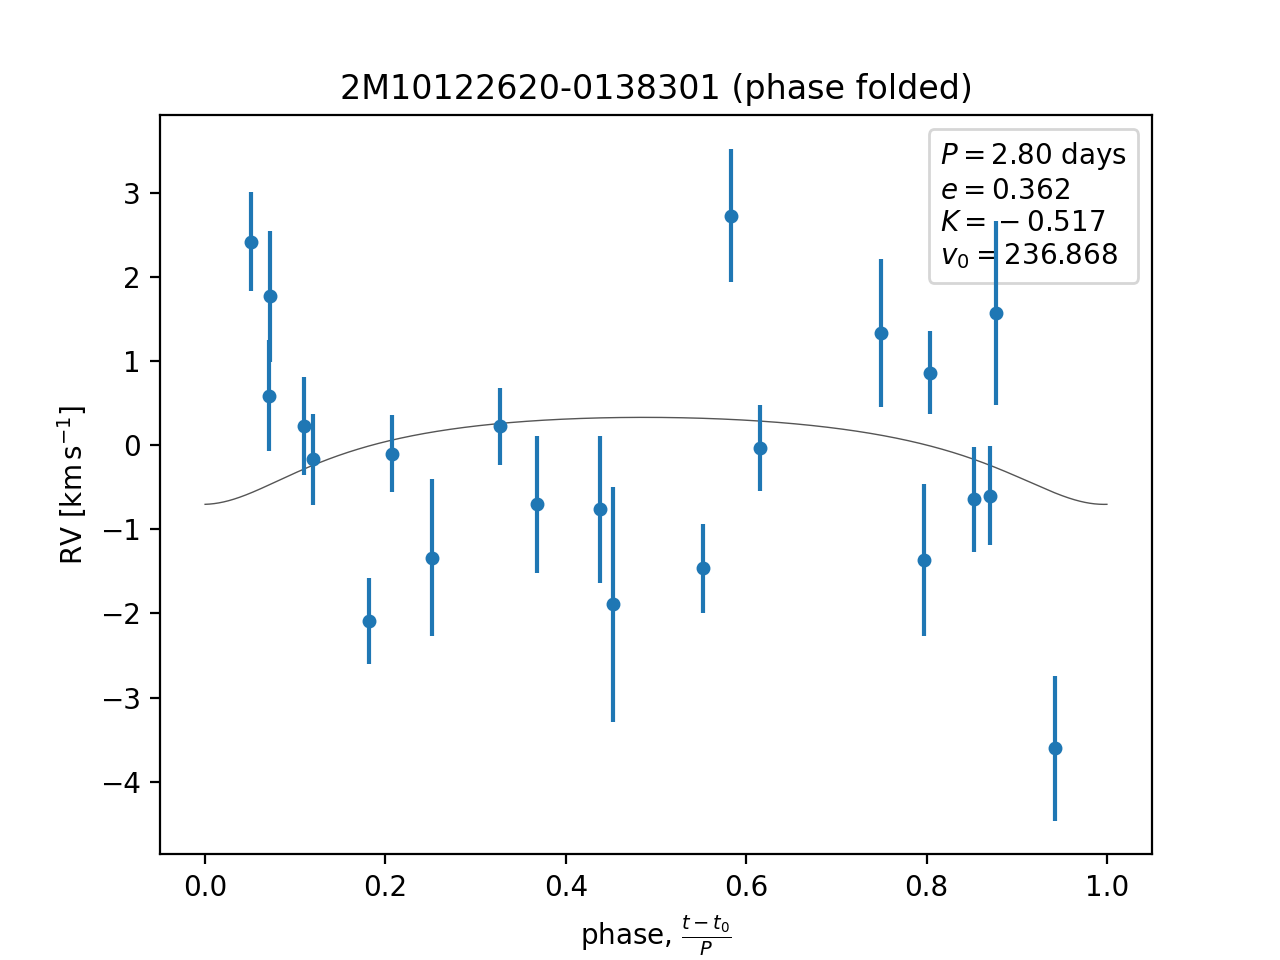 2M10122620-0138301 (phase folded)
P = 2.80 days
e = 0.362
K = −0.517
v₀ = 236.868
3
2
1
0
−1
−2
−3
−4
RV [km s⁻¹]
0.0 0.2 0.4 0.6 0.8 1.0
phase, (t − t₀)/P